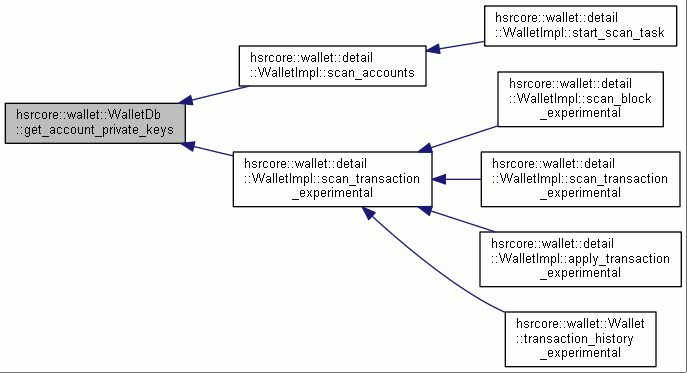 hsrcore::wallet::detail
::WalletImpl::start_scan_task
hsrcore::wallet::detail
::WalletImpl::scan_accounts
hsrcore::wallet::detail
::WalletImpl::scan_block
_experimental
hsrcore::wallet::WalletDb
::get_account_private_keys
hsrcore::wallet::detail
::WalletImpl::scan_transaction
_experimental
hsrcore::wallet::detail
::WalletImpl::scan_transaction
_experimental
hsrcore::wallet::detail
::WalletImpl::apply_transaction
_experimental
hsrcore::wallet::Wallet
::transaction_history
_experimental